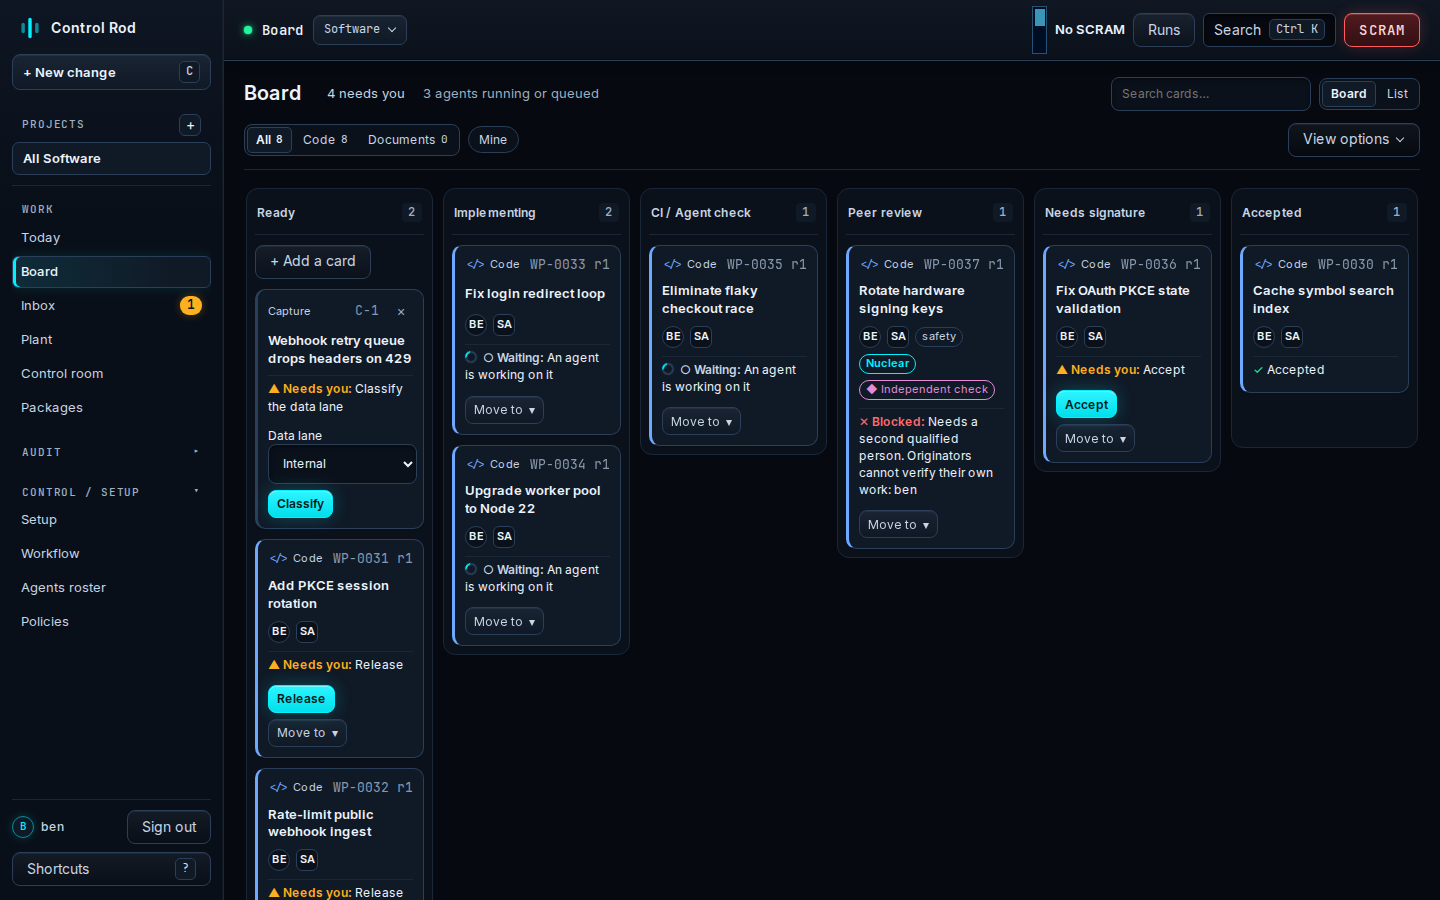 Control Rod
+ New change C
PROJECTS +
All Software
WORK
Today
Board
Inbox 1
Plant
Control room
Packages
AUDIT
CONTROL / SETUP
Setup
Workflow
Agents roster
Policies
B ben Sign out
Shortcuts ?
Board Software No SCRAM Runs Search Ctrl K SCRAM
Board 4 needs you 3 agents running or queued Search cards... Board List
All 8 Code 8 Documents 0 Mine View options
Ready 2
+ Add a card
Capture C-1 ×
Webhook retry queue
drops headers on 429
▲ Needs you: Classify
the data lane
Data lane
Internal
Classify
</> Code WP-0031 r1
Add PKCE session
rotation
BE SA
▲ Needs you: Release
Release
Move to ▾
</> Code WP-0032 r1
Rate-limit public
webhook ingest
BE SA
▲ Needs you: Release
Implementing 2
</> Code WP-0033 r1
Fix login redirect loop
BE SA
○ Waiting: An agent
is working on it
Move to ▾
</> Code WP-0034 r1
Upgrade worker pool
to Node 22
BE SA
○ Waiting: An agent
is working on it
Move to ▾
CI / Agent check 1
</> Code WP-0035 r1
Eliminate flaky
checkout race
BE SA
○ Waiting: An agent
is working on it
Move to ▾
Peer review 1
</> Code WP-0037 r1
Rotate hardware
signing keys
BE SA safety
Nuclear
◆ Independent check
✕ Blocked: Needs a
second qualified
person. Originators
cannot verify their own
work: ben
Move to ▾
Needs signature 1
</> Code WP-0036 r1
Fix OAuth PKCE state
validation
BE SA
▲ Needs you: Accept
Accept
Move to ▾
Accepted 1
</> Code WP-0030 r1
Cache symbol search
index
BE SA
✓ Accepted